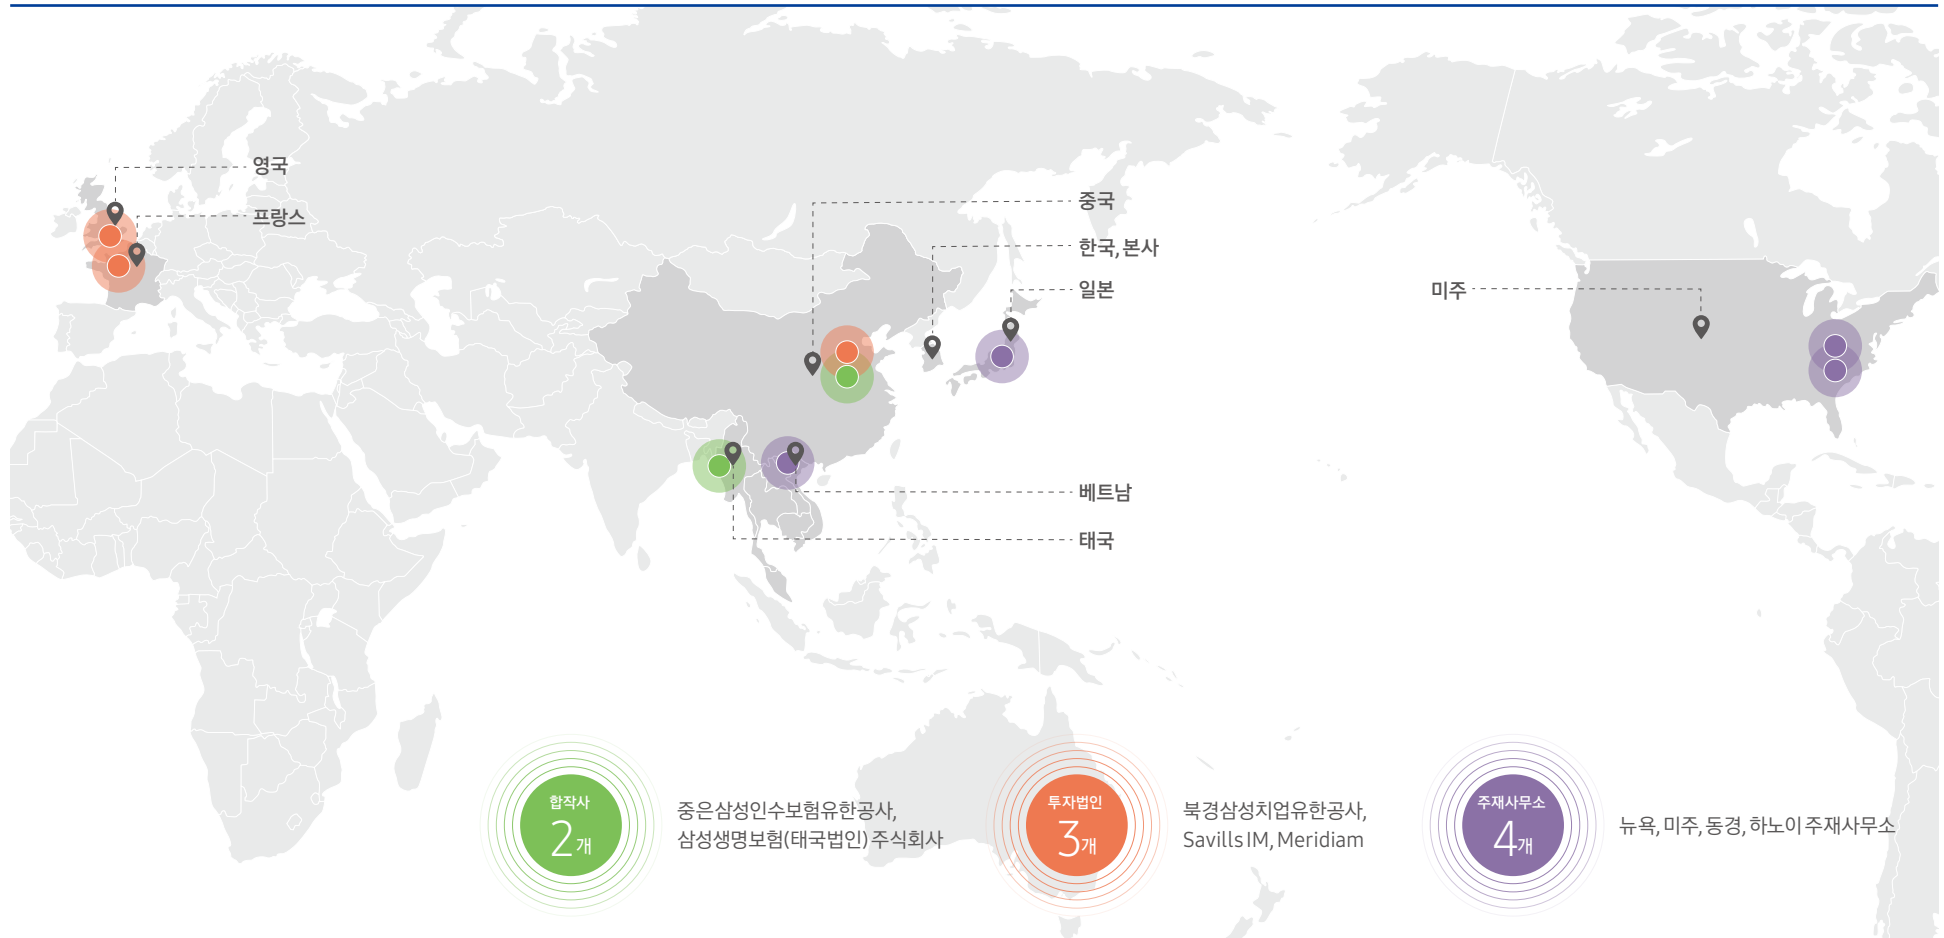 영국
프랑스
중국
한국, 본사
일본
미주
베트남
태국
합작사
2개
중은삼성인수보험유한공사,
삼성생명보험(태국법인) 주식회사
투자법인
3개
북경삼성치업유한공사,
Savills IM, Meridiam
주재사무소
4개
뉴욕, 미주, 동경, 하노이 주재사무소